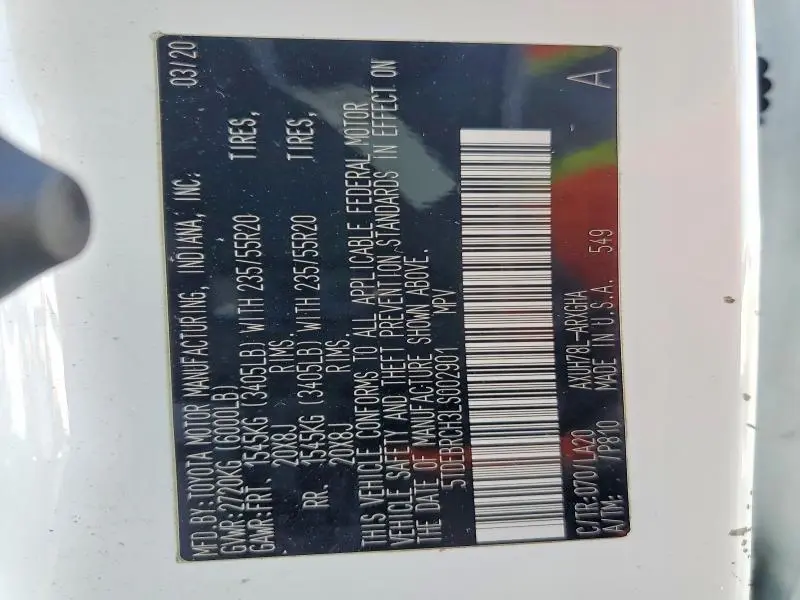 MFD. BY: TOYOTA MOTOR MANUFACTURING, INDIANA, INC. 03/20
GVWR: 2720KG (6000LB)
GAWR: FRT. 1545KG (3405LB) WITH 235/55R20 TIRES,
20X8J RIMS.
RR. 1545KG (3405LB) WITH 235/55R20 TIRES,
20X8J RIMS.
THIS VEHICLE CONFORMS TO ALL APPLICABLE FEDERAL MOTOR
VEHICLE SAFETY AND THEFT PREVENTION STANDARDS IN EFFECT ON
THE DATE OF MANUFACTURE SHOWN ABOVE.
5TDEBRCH3LS002901 MPV
C/TR: 070/LA20 AXUH78L-ARXGHA A
A/TM: /P810 MADE IN U.S.A. 549